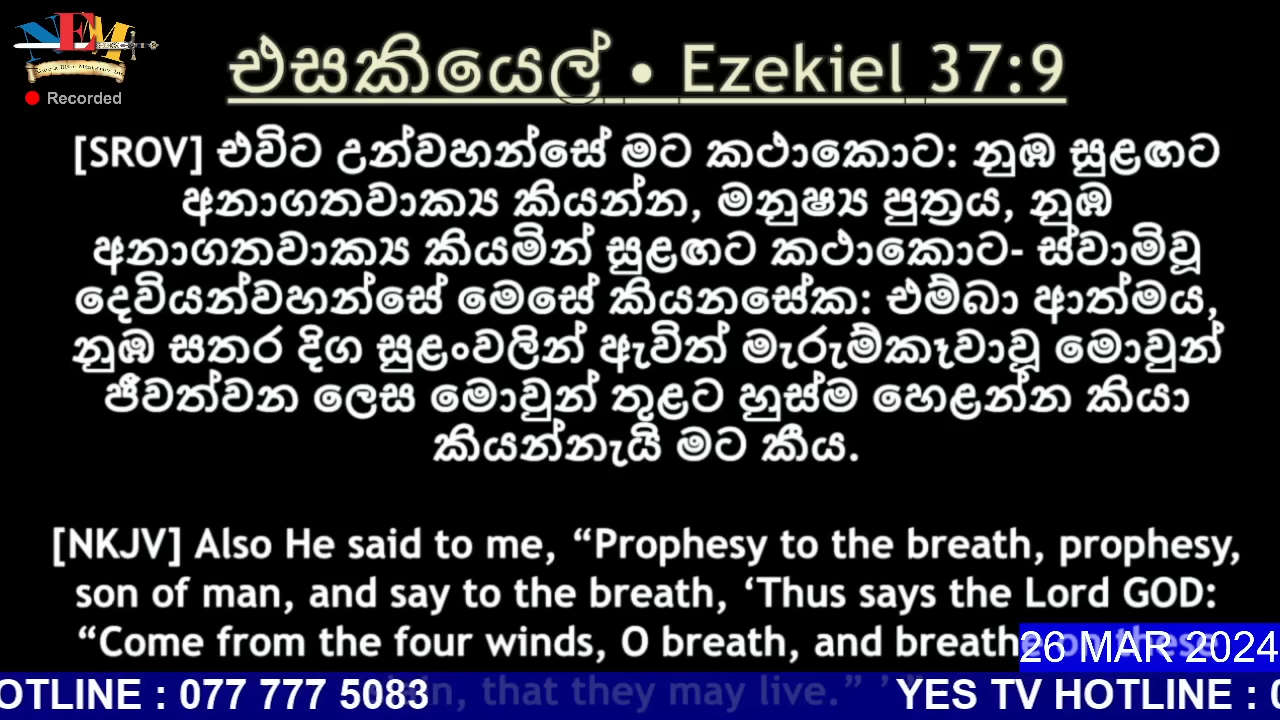 NEM
Recorded
එසකියෙල් • Ezekiel 37:9
[SROV] එවිට උන්වහන්සේ මට කථාකොට: නුඹ සුළඟට
අනාගතවාක්‍ය කියන්න, මනුෂ්‍ය පුත්‍රය, නුඹ
අනාගතවාක්‍ය කියමින් සුළඟට කථාකොට- ස්වාමිවූ
දෙවියන්වහන්සේ මෙසේ කියනසේක: එම්බා ආත්මය,
නුඹ සතර දිග සුළංවලින් ඇවිත් මැරුම්කෑවාවූ මොවුන්
ජීවත්වන ලෙස මොවුන් තුළට හුස්ම හෙළන්න කියා
කියන්නැයි මට කීය.
[NKJV] Also He said to me, “Prophesy to the breath, prophesy,
son of man, and say to the breath, ‘Thus says the Lord GOD:
“Come from the four winds, O breath, and breathe on these
that they may live.” ’ ”
26 MAR 2024
OTLINE : 077 777 5083 YES TV HOTLINE : 0